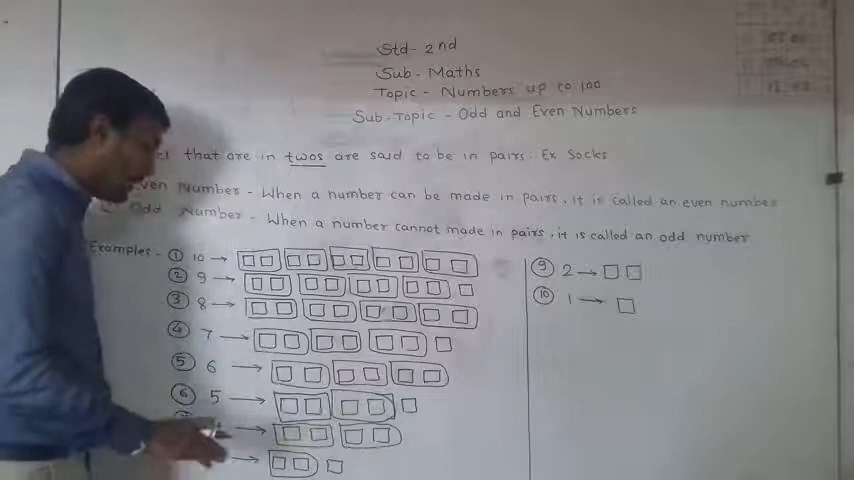 Std- 2nd
Sub- Maths
Topic - Numbers up to 100
Sub-Topic - Odd and Even Numbers
that are in twos are said to be in pairs. Ex Socks
Even Number - When a number can be made in pairs, it is called an even number
Odd Number - When a number cannot made in pairs, it is called an odd number
Examples - ① 10 →
② 9 →
③ 8 →
④ 7 →
⑤ 6 →
⑥ 5 →
⑨ 2 →
⑩ 1 →